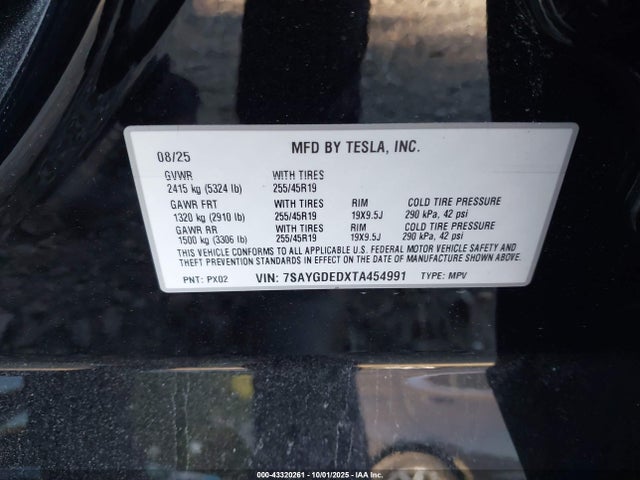 08/25 MFD BY TESLA, INC.
GVWR WITH TIRES
2415 kg (5324 lb) 255/45R19
GAWR FRT WITH TIRES RIM COLD TIRE PRESSURE
1320 kg (2910 lb) 255/45R19 19X9.5J 290 kPa, 42 psi
GAWR RR WITH TIRES RIM COLD TIRE PRESSURE
1500 kg (3306 lb) 255/45R19 19X9.5J 290 kPa, 42 psi
THIS VEHICLE CONFORMS TO ALL APPLICABLE U.S. FEDERAL MOTOR VEHICLE SAFETY AND
THEFT PREVENTION STANDARDS IN EFFECT ON THE DATE OF MANUFACTURE SHOWN ABOVE.
PNT: PX02 VIN: 7SAYGDEDXTA454991 TYPE: MPV
000-43320261 - 10/01/2025 - VEHICLE IMAGE COPYRIGHT © IAA, LLC